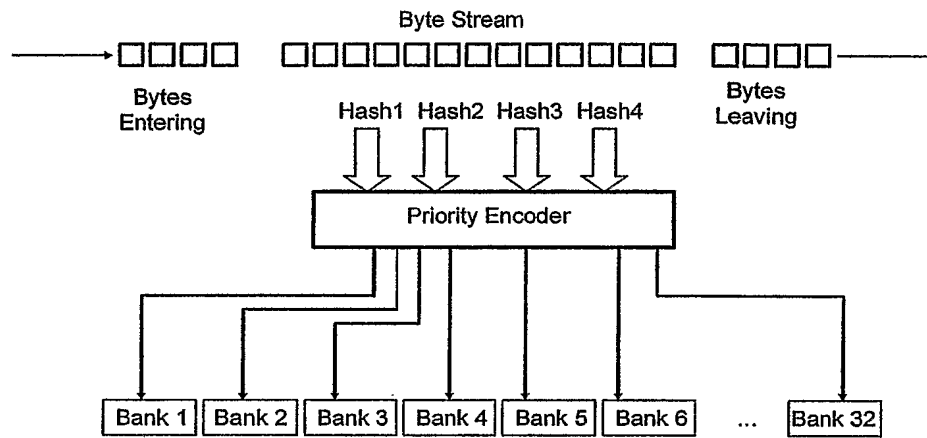 Byte Stream
Bytes
Entering
Bytes
Leaving
Hash1 Hash2 Hash3 Hash4
Priority Encoder
Bank 1 Bank 2 Bank 3 Bank 4 Bank 5 Bank 6 ... Bank 32